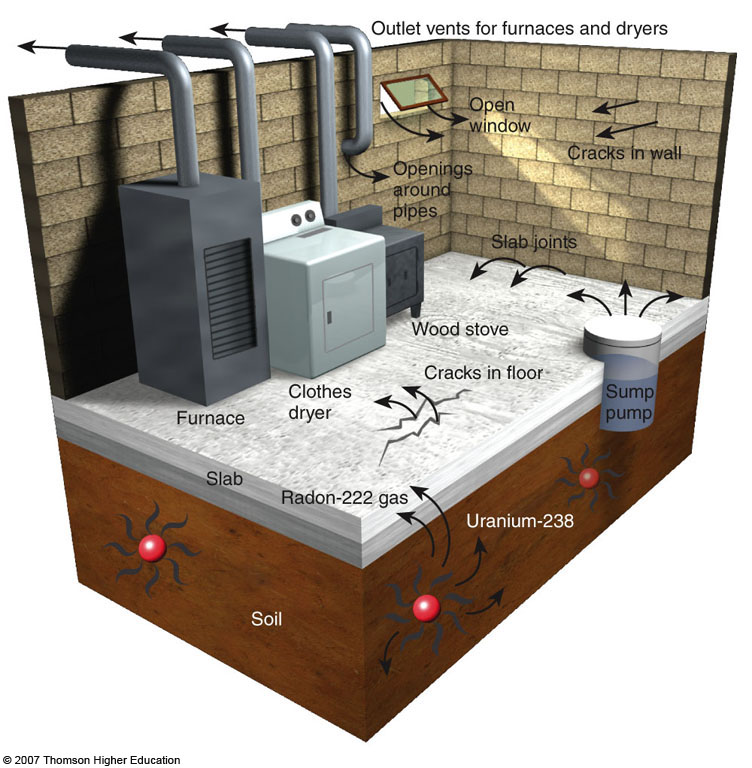 Outlet vents for furnaces and dryers
Open
window
Cracks in wall
Openings
around
pipes
Slab joints
Wood stove
Cracks in floor
Clothes
dryer
Sump
pump
Furnace
Slab
Radon-222 gas
Uranium-238
Soil
© 2007 Thomson Higher Education